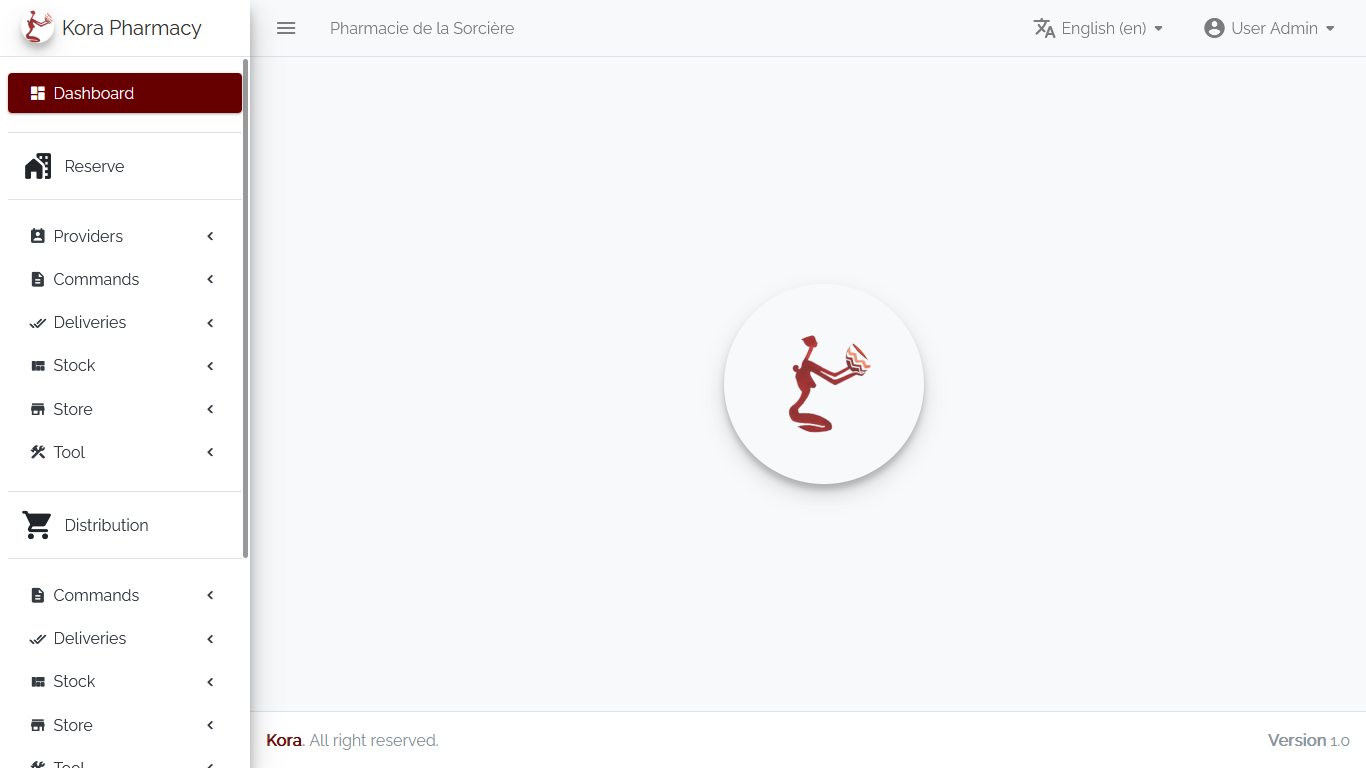 Kora Pharmacy
Pharmacie de la Sorcière
English (en)
User Admin
Dashboard
Reserve
Providers
Commands
Deliveries
Stock
Store
Tool
Distribution
Commands
Deliveries
Stock
Store
Tool
Kora. All right reserved.
Version 1.0